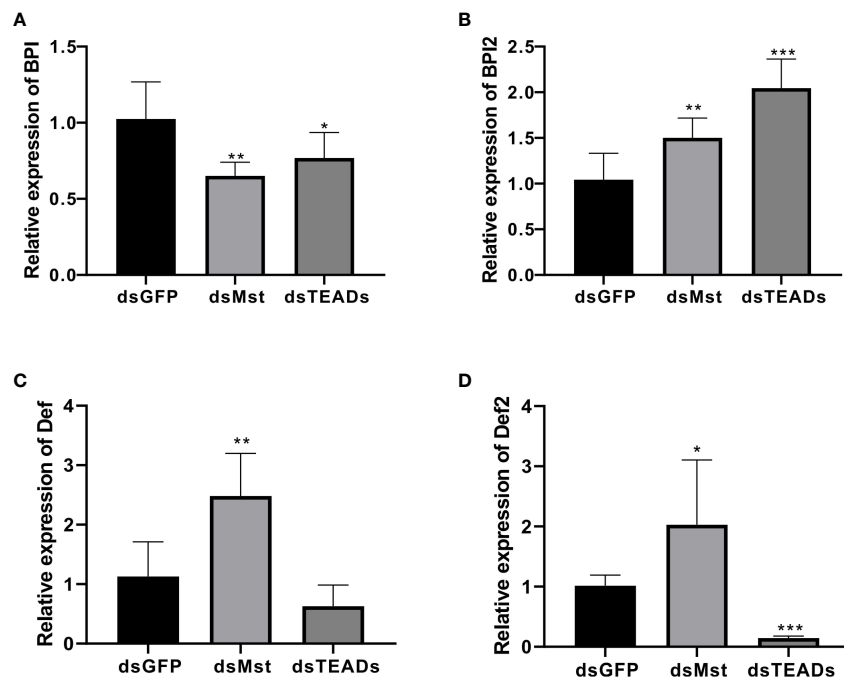 A
Relative expression of BPI
1.5
1.0
0.5
0.0
**
*
dsGFP dsMst dsTEADs
B
Relative expression of BPI2
2.5
2.0
1.5
1.0
0.5
0.0
**
***
dsGFP dsMst dsTEADs
C
Relative expression of Def
4
3
2
1
0
**
dsGFP dsMst dsTEADs
D
Relative expression of Def2
4
3
2
1
0
*
***
dsGFP dsMst dsTEADs